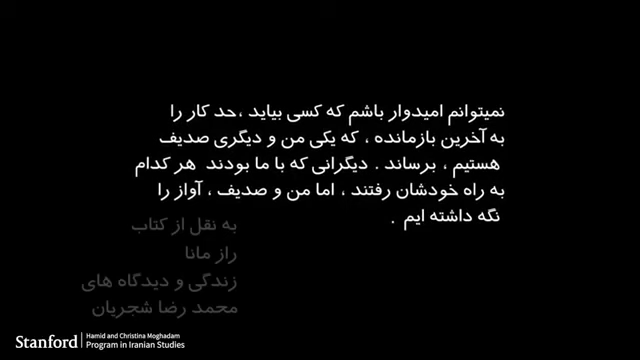 نمیتوانم امیدوار باشم که کسی بیاید ،حد کار را
به آخرین بازمانده ، که یکی من و دیگری صدیف
هستیم ، برساند . دیگرانی که با ما بودند هر کدام
به راه خودشان رفتند ، اما من و صدیف ، آواز را
نگه داشته ایم .
به نقل از کتاب
راز مانا
زندگی و دیدگاه های
محمد رضا شجریان
Stanford
Hamid and Christina Moghadam
Program in Iranian Studies